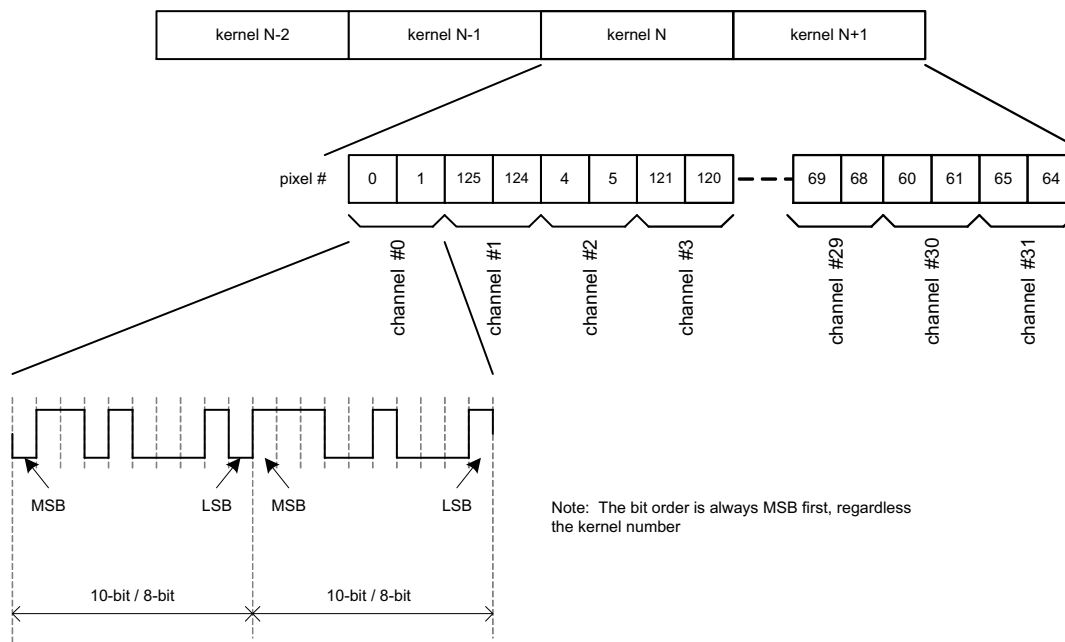 kernel N-2 kernel N-1 kernel N kernel N+1
pixel # 0 1 125 124 4 5 121 120 69 68 60 61 65 64
channel #0 channel #1 channel #2 channel #3 channel #29 channel #30 channel #31
MSB LSB MSB LSB
Note: The bit order is always MSB first, regardless
the kernel number
10-bit / 8-bit 10-bit / 8-bit